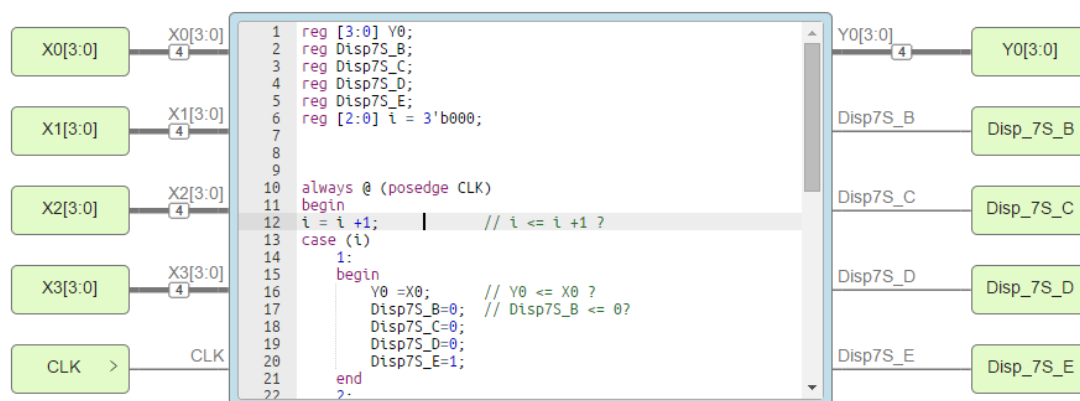 X0[3:0]
X0[3:0]
4
X1[3:0]
X1[3:0]
4
X2[3:0]
X2[3:0]
4
X3[3:0]
X3[3:0]
4
CLK >
CLK
1 reg [3:0] Y0;
2 reg Disp7S_B;
3 reg Disp7S_C;
4 reg Disp7S_D;
5 reg Disp7S_E;
6 reg [2:0] i = 3'b000;
7
8
9
10 always @ (posedge CLK)
11 begin
12 i = i +1; // i <= i +1 ?
13 case (i)
14 1:
15 begin
16 Y0 =X0; // Y0 <= X0 ?
17 Disp7S_B=0; // Disp7S_B <= 0?
18 Disp7S_C=0;
19 Disp7S_D=0;
20 Disp7S_E=1;
21 end
22 2:
Y0[3:0]
4
Y0[3:0]
Disp7S_B
Disp_7S_B
Disp7S_C
Disp_7S_C
Disp7S_D
Disp_7S_D
Disp7S_E
Disp_7S_E